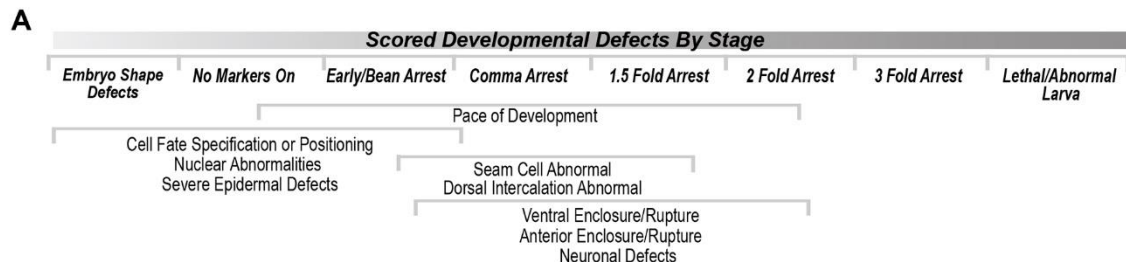 A
Scored Developmental Defects By Stage
Embryo Shape
Defects
No Markers On
Early/Bean Arrest
Comma Arrest
1.5 Fold Arrest
2 Fold Arrest
3 Fold Arrest
Lethal/Abnormal
Larva
Pace of Development
Cell Fate Specification or Positioning
Nuclear Abnormalities
Severe Epidermal Defects
Seam Cell Abnormal
Dorsal Intercalation Abnormal
Ventral Enclosure/Rupture
Anterior Enclosure/Rupture
Neuronal Defects